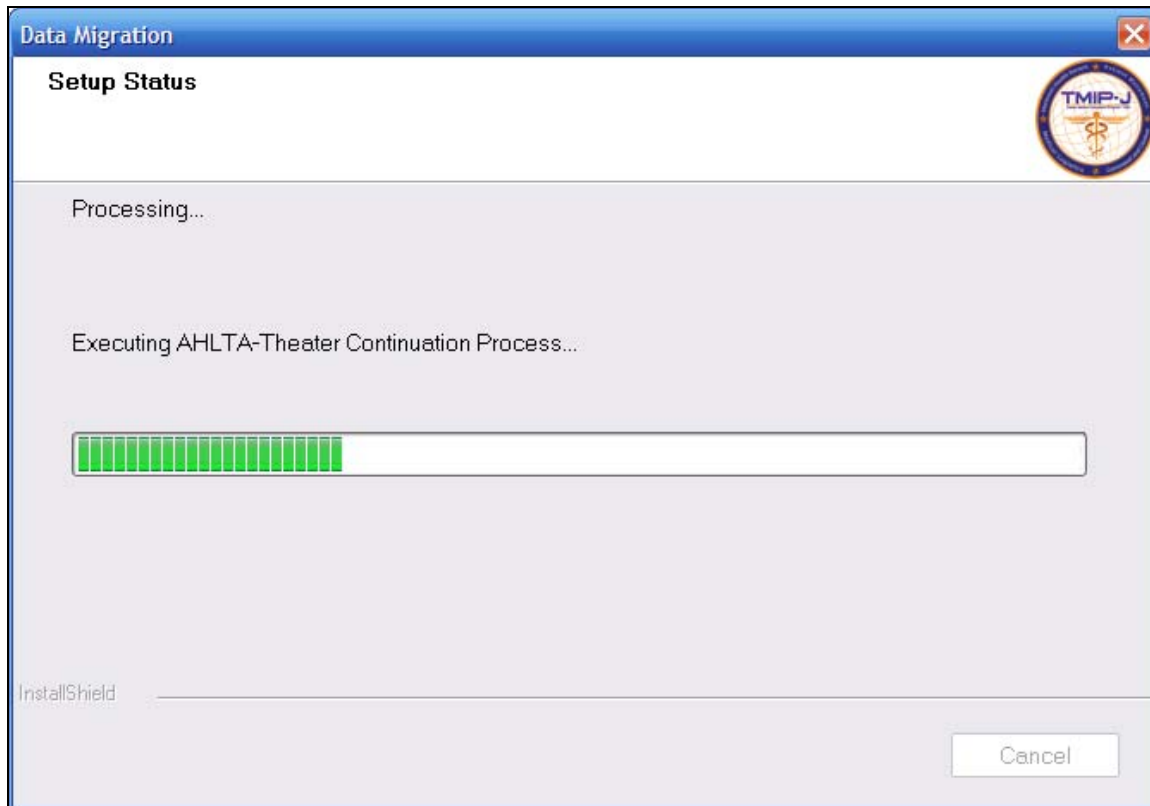 Data Migration
Setup Status
TMIP-J
Processing...
Executing AHLTA-Theater Continuation Process...
InstallShield
Cancel